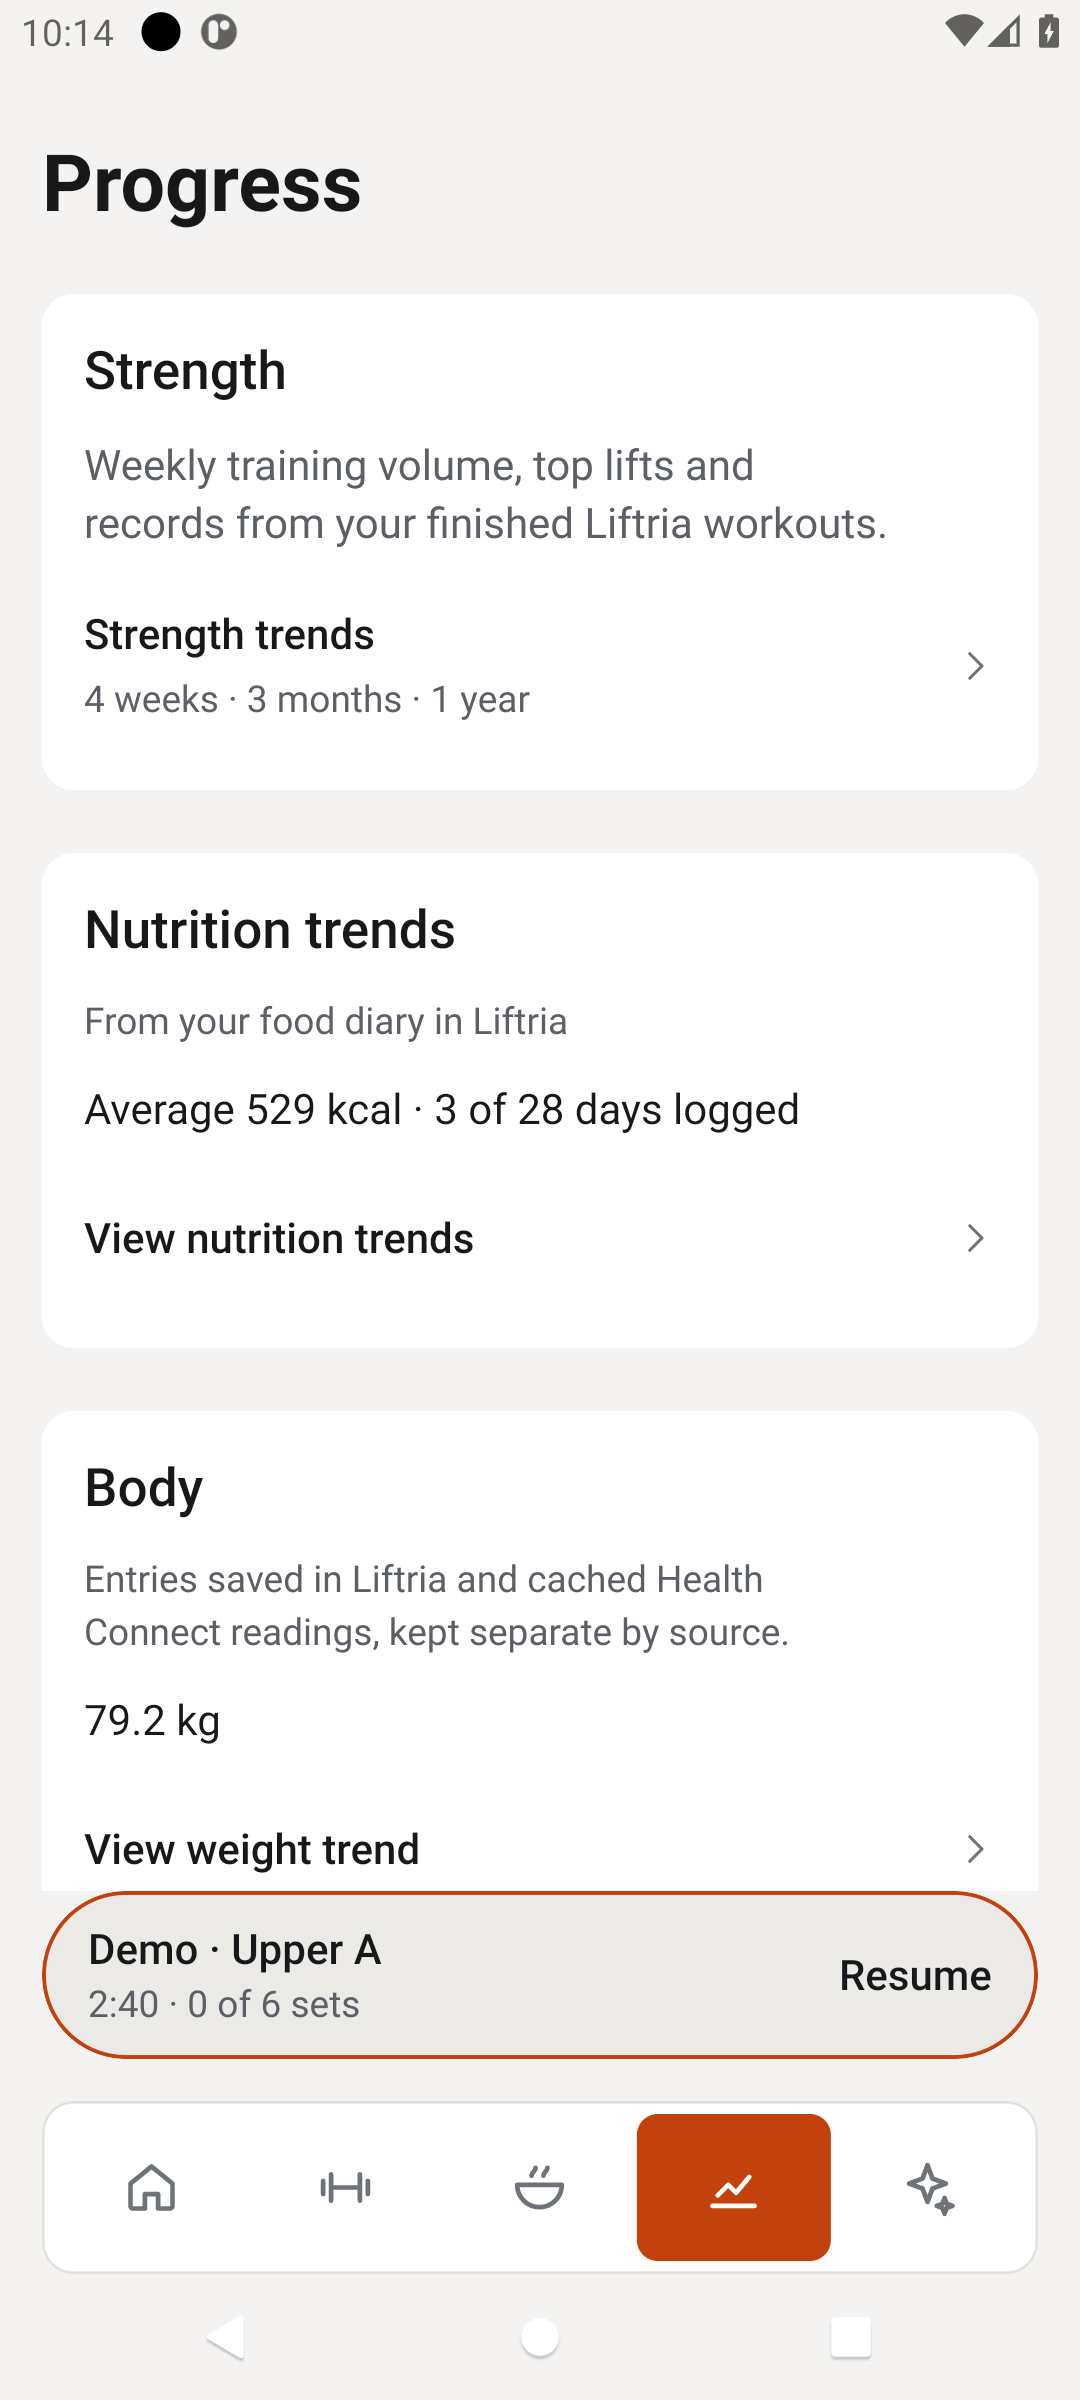 10:14
Progress
Strength
Weekly training volume, top lifts and
records from your finished Liftria workouts.
Strength trends
4 weeks · 3 months · 1 year
Nutrition trends
From your food diary in Liftria
Average 529 kcal · 3 of 28 days logged
View nutrition trends
Body
Entries saved in Liftria and cached Health
Connect readings, kept separate by source.
79.2 kg
View weight trend
Demo · Upper A
2:40 · 0 of 6 sets
Resume